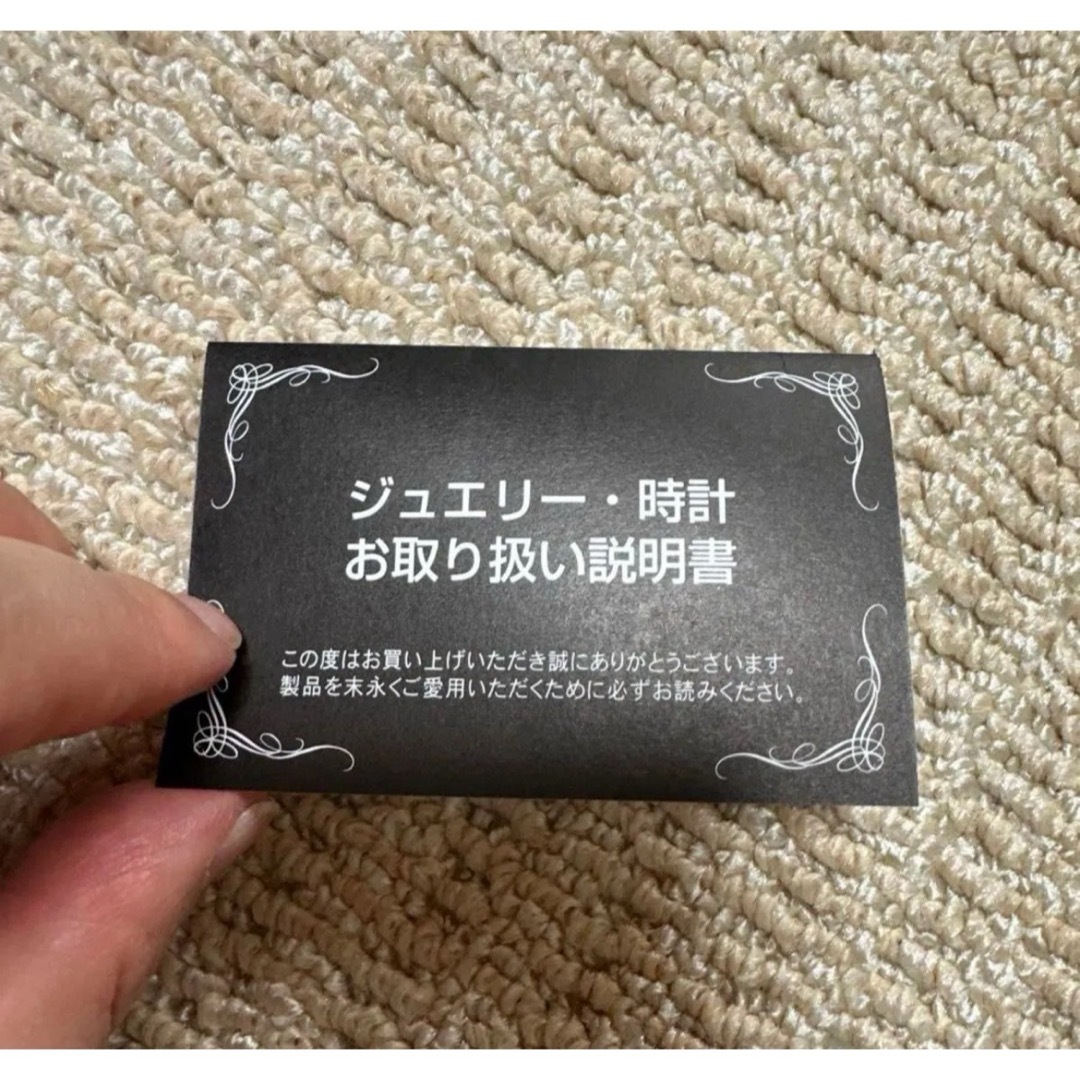 ジュエリー・時計
お取り扱い説明書
この度はお買い上げいただき誠にありがとうございます。
製品を末永くご愛用いただくために必ずお読みください。